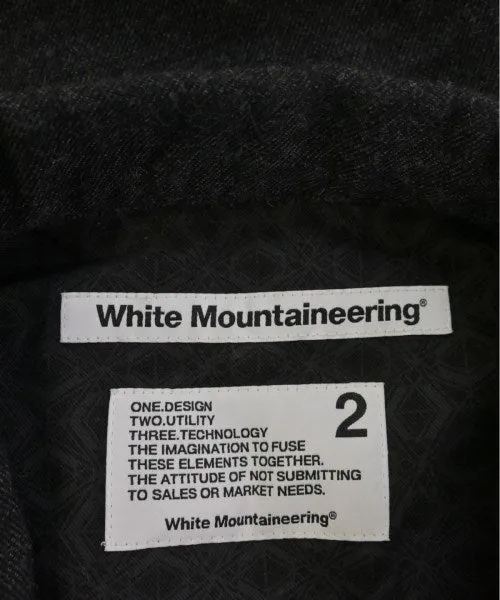 White Mountaineering®
2
ONE.DESIGN
TWO.UTILITY
THREE.TECHNOLOGY
THE IMAGINATION TO FUSE
THESE ELEMENTS TOGETHER.
THE ATTITUDE OF NOT SUBMITTING
TO SALES OR MARKET NEEDS.
White Mountaineering®